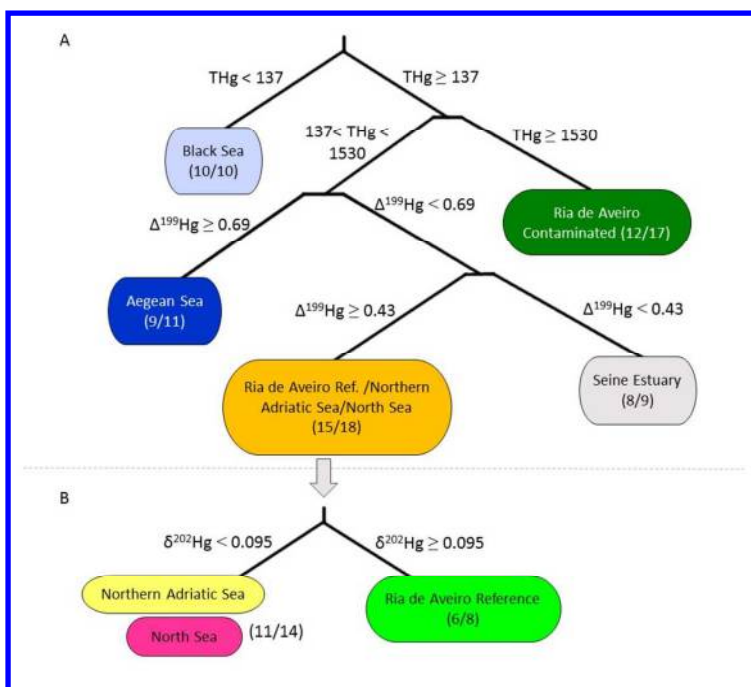 A
THg < 137
THg ≥ 137
Black Sea
(10/10)
137< THg <
1530
THg ≥ 1530
Ria de Aveiro
Contaminated (12/17)
Δ¹⁹⁹Hg ≥ 0.69
Δ¹⁹⁹Hg < 0.69
Aegean Sea
(9/11)
Δ¹⁹⁹Hg ≥ 0.43
Δ¹⁹⁹Hg < 0.43
Ria de Aveiro Ref. /Northern
Adriatic Sea/North Sea
(15/18)
Seine Estuary
(8/9)
B
δ²⁰²Hg < 0.095
δ²⁰²Hg ≥ 0.095
Northern Adriatic Sea
North Sea
(11/14)
Ria de Aveiro Reference
(6/8)